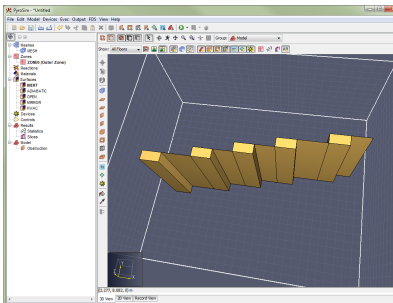 PyroSim - "Untitled.
File Edit Model Devices Evac Output FDS View Help
Group: Model
Show: All Floors
Meshes
MESH
Zones
ZONE0 (Outer Zone)
Reactions
Materials
Surfaces
INERT
ADIABATIC
OPEN
MIRROR
HVAC
Devices
Controls
Results
Statistics
Slices
Model
Obstruction
3D View 2D View Record View